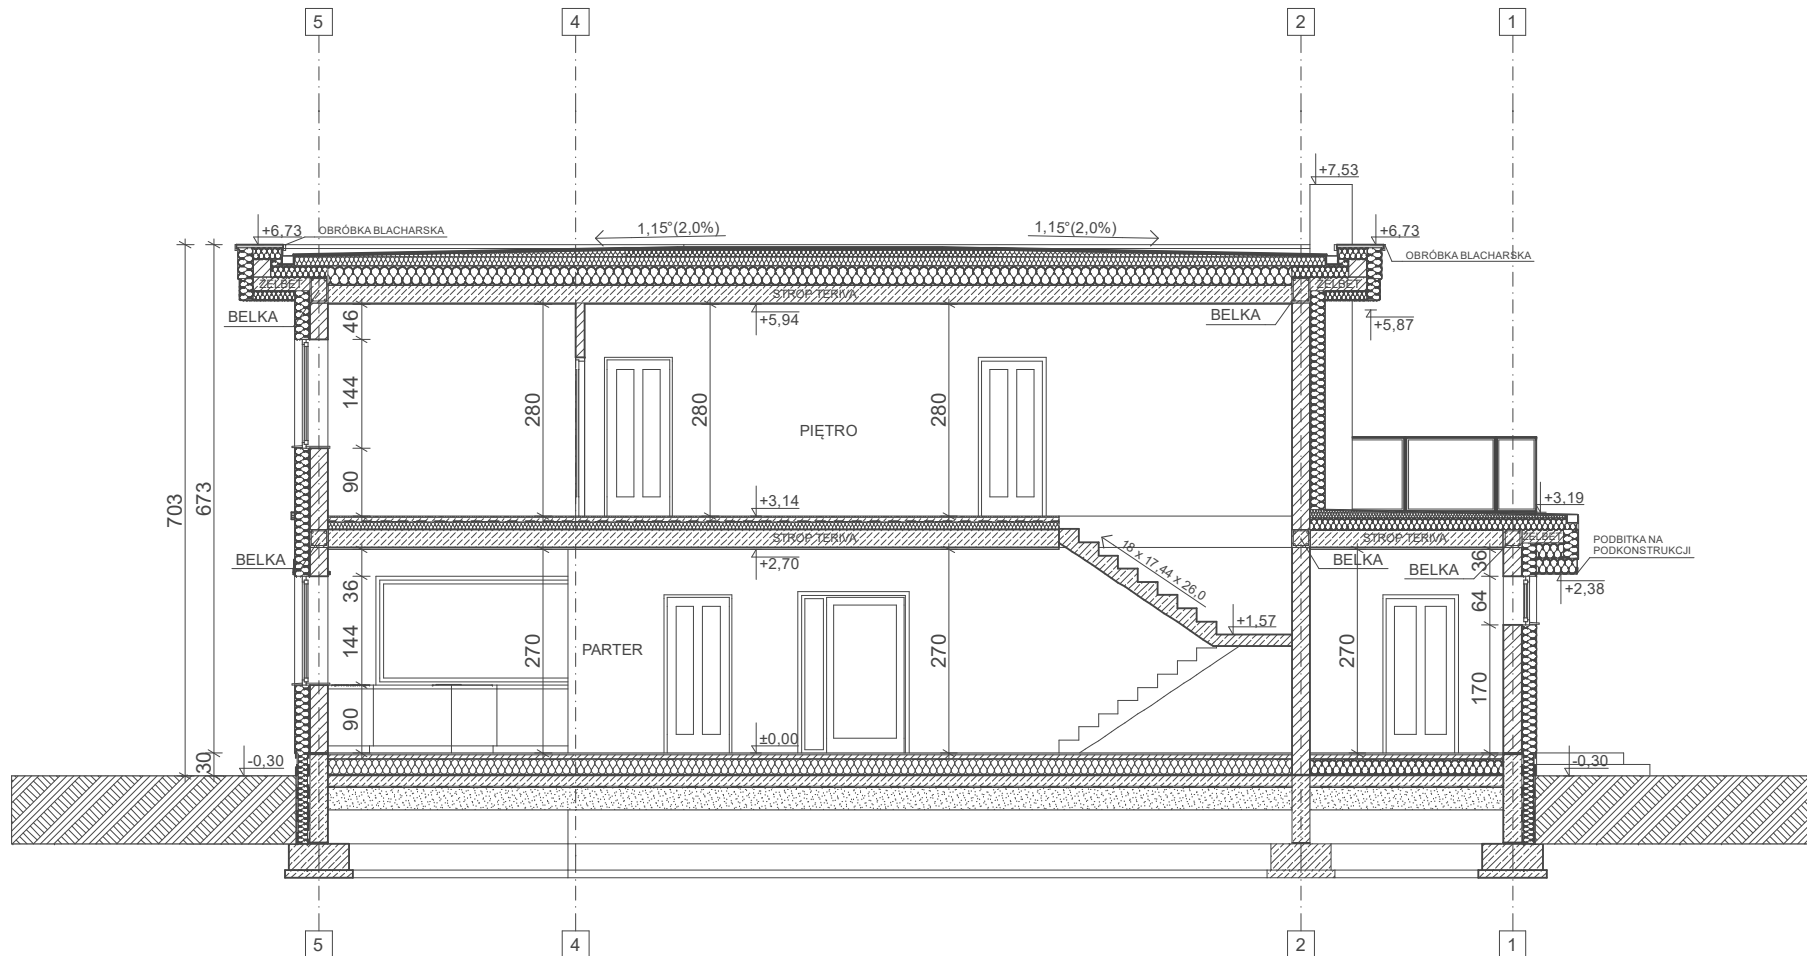 5
4
2
1
+7,53
+6,73
OBRÓBKA BLACHARSKA
1,15°(2,0%)
1,15°(2,0%)
+6,73
OBRÓBKA BLACHARSKA
ŻELBET
STROP TERIVA
ŻELBET
BELKA
46
+5,94
BELKA
+5,87
144
280
280
280
PIĘTRO
90
703
673
+3,14
+3,19
STROP TERIVA
STROP TERIVA
ŻELBET
PODBITKA NA
PODKONSTRUKCJI
BELKA
+2,70
18 x 17,44 x 26,0
BELKA
BELKA
36
36
64
+2,38
+1,57
144
270
PARTER
270
270
170
90
±0,00
30
-0,30
-0,30
5
4
2
1